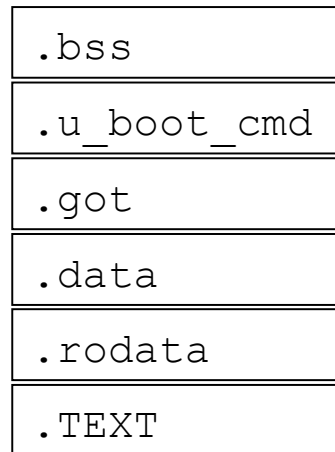 .bss
.u_boot_cmd
.got
.data
.rodata
.TEXT